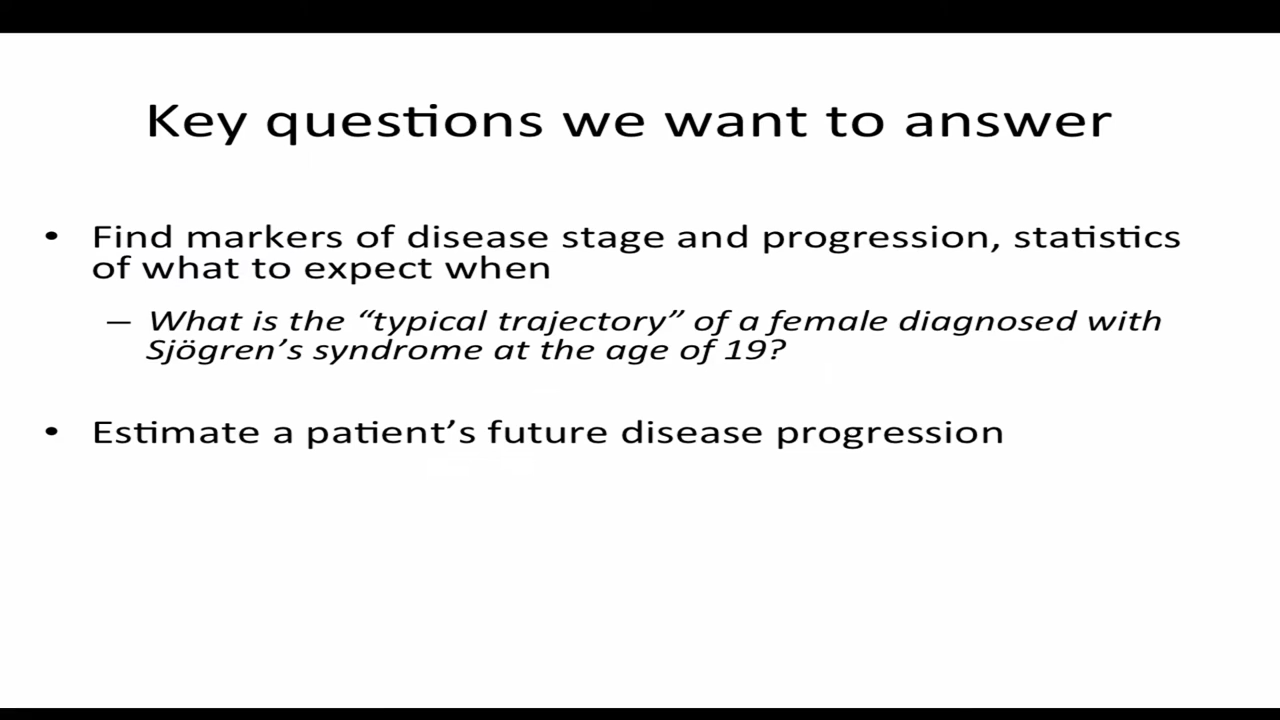 Key questions we want to answer
• Find markers of disease stage and progression, statistics
of what to expect when
– What is the “typical trajectory” of a female diagnosed with
Sjögren’s syndrome at the age of 19?
• Estimate a patient’s future disease progression